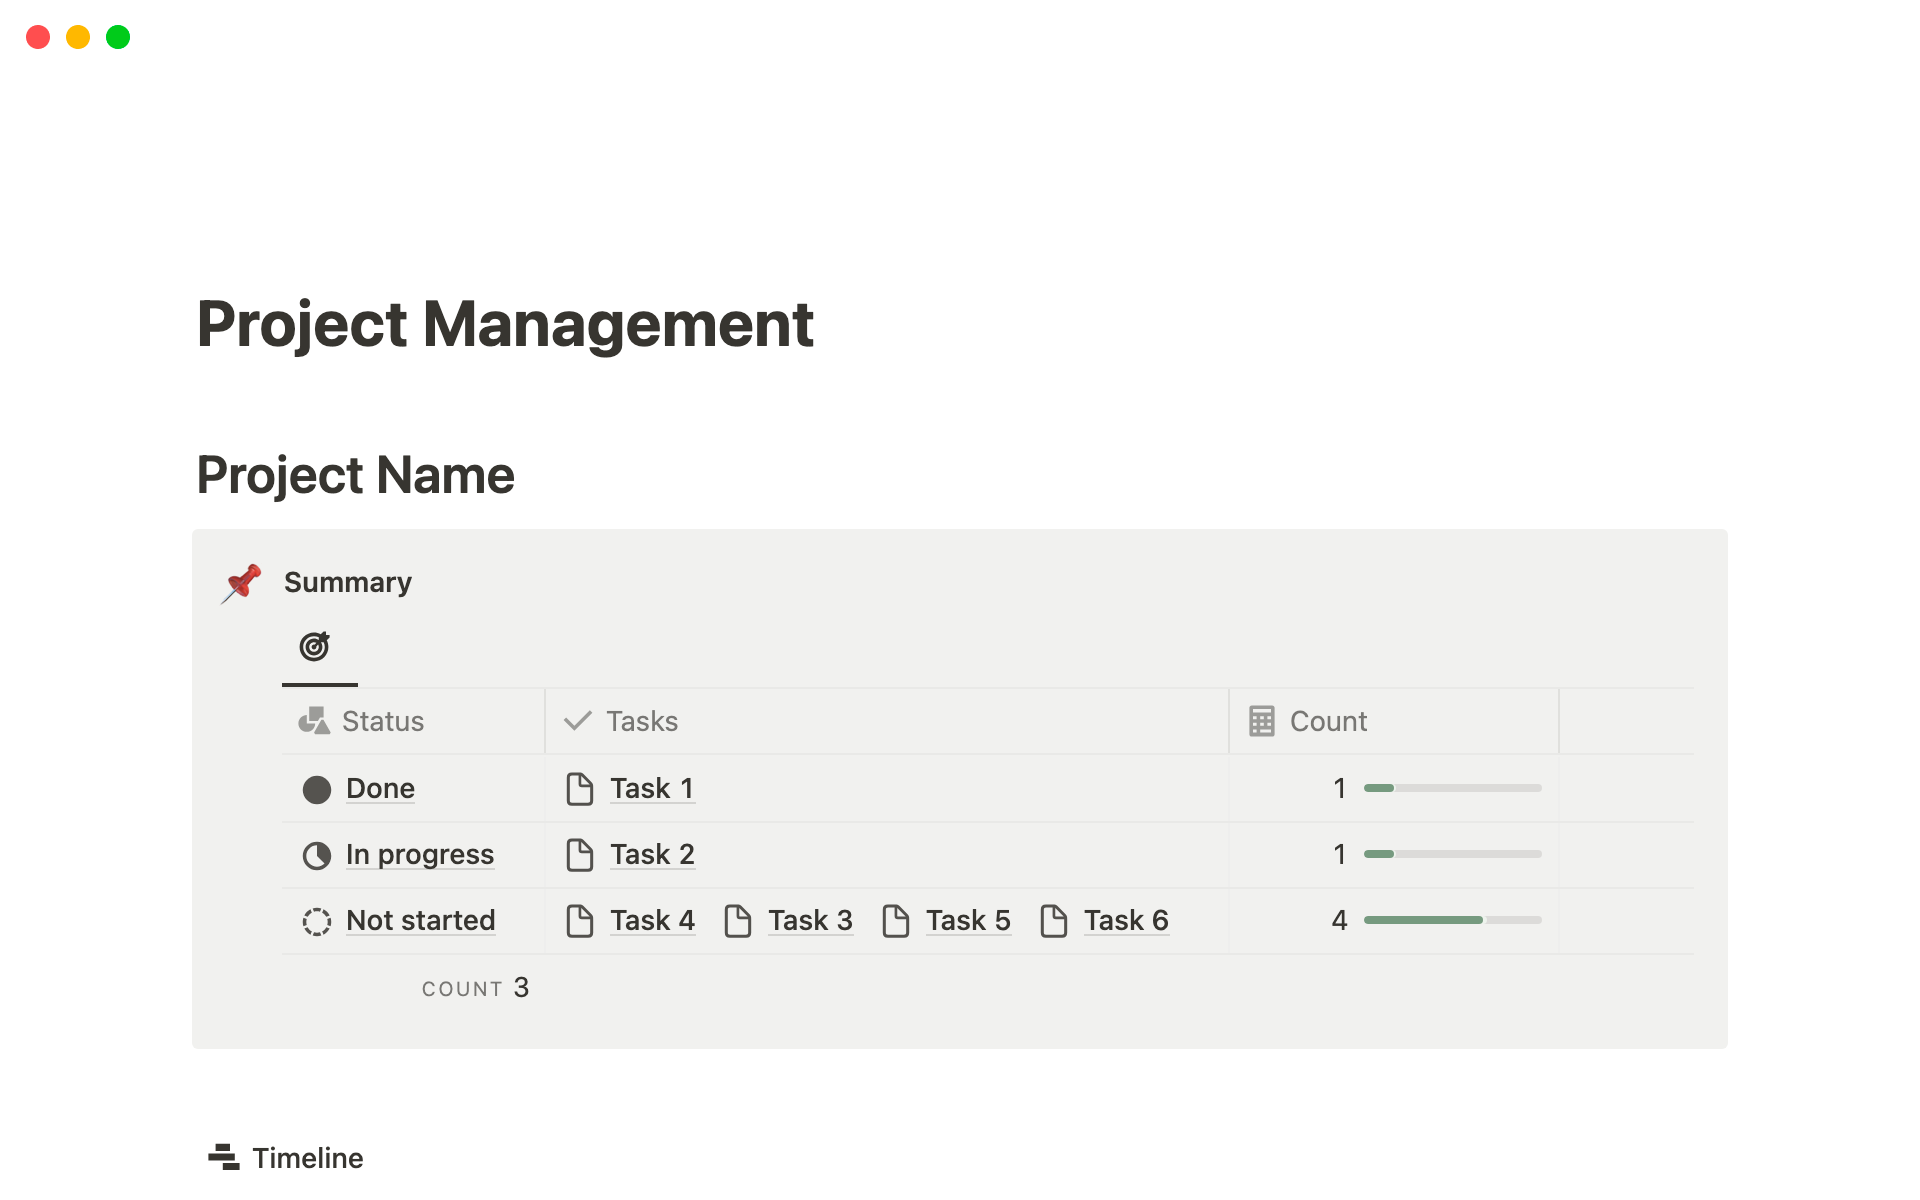 Project Management
Project Name
Summary
Status Tasks Count
Done Task 1 1
In progress Task 2 1
Not started Task 4 Task 3 Task 5 Task 6 4
COUNT 3
Timeline